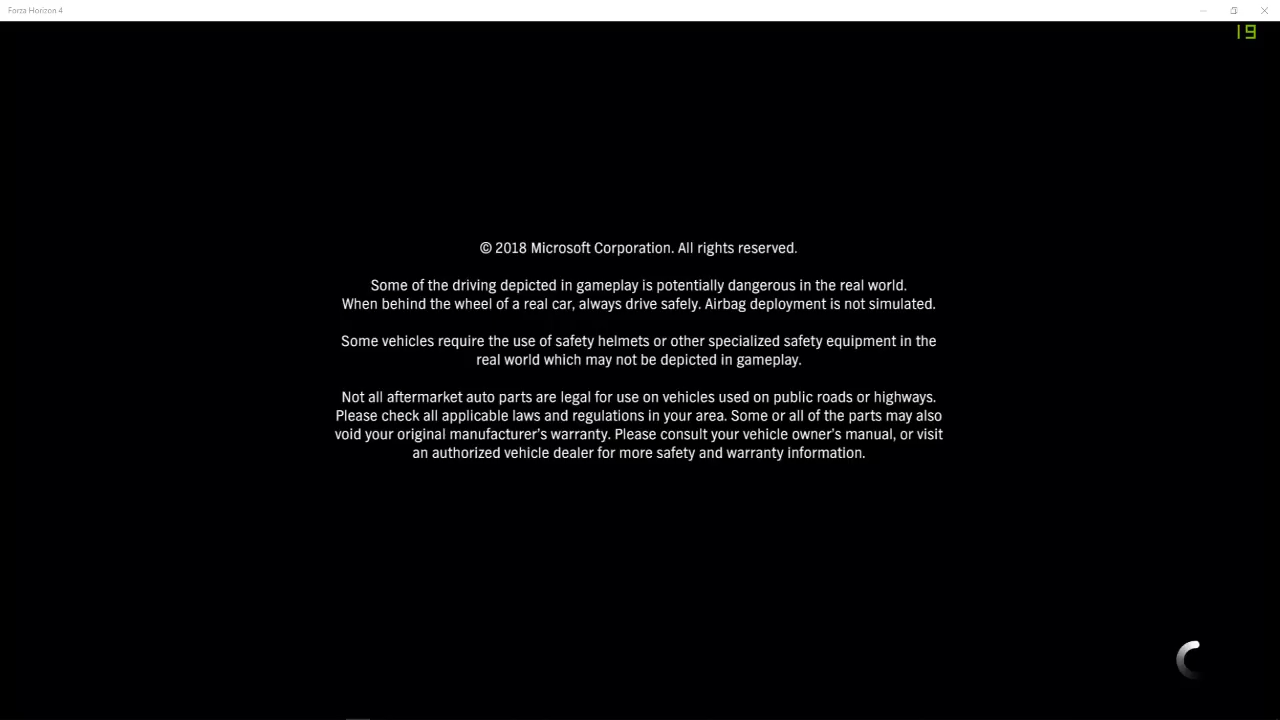 Forza Horizon 4
19
© 2018 Microsoft Corporation. All rights reserved.
Some of the driving depicted in gameplay is potentially dangerous in the real world.
When behind the wheel of a real car, always drive safely. Airbag deployment is not simulated.
Some vehicles require the use of safety helmets or other specialized safety equipment in the
real world which may not be depicted in gameplay.
Not all aftermarket auto parts are legal for use on vehicles used on public roads or highways.
Please check all applicable laws and regulations in your area. Some or all of the parts may also
void your original manufacturer's warranty. Please consult your vehicle owner's manual, or visit
an authorized vehicle dealer for more safety and warranty information.